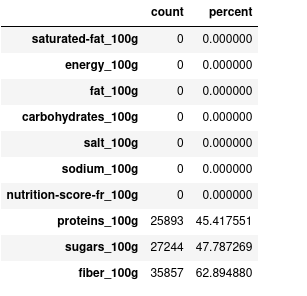 count percent
saturated-fat_100g 0 0.000000
energy_100g 0 0.000000
fat_100g 0 0.000000
carbohydrates_100g 0 0.000000
salt_100g 0 0.000000
sodium_100g 0 0.000000
nutrition-score-fr_100g 0 0.000000
proteins_100g 25893 45.417551
sugars_100g 27244 47.787269
fiber_100g 35857 62.894880